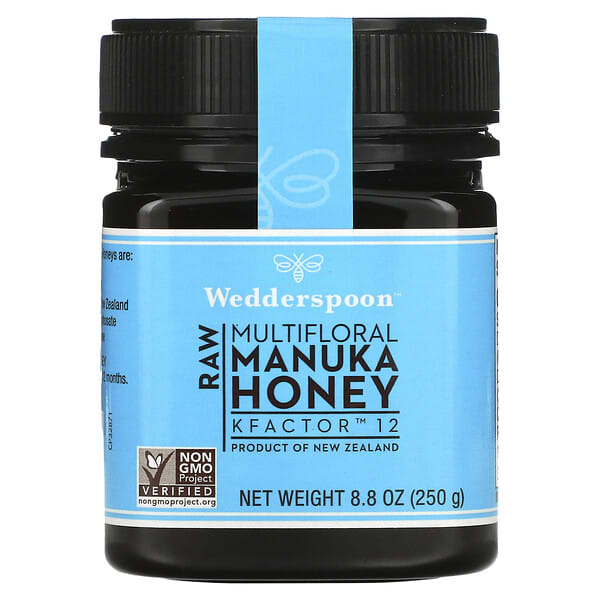 Wedderspoon™
RAW
MULTIFLORAL
MANUKA
HONEY
KFACTOR™ 12
PRODUCT OF NEW ZEALAND
NON
GMO
Project
VERIFIED
nongmoproject.org
NET WEIGHT 8.8 OZ (250 g)
oneys are:
Zealand
months.
CP32871